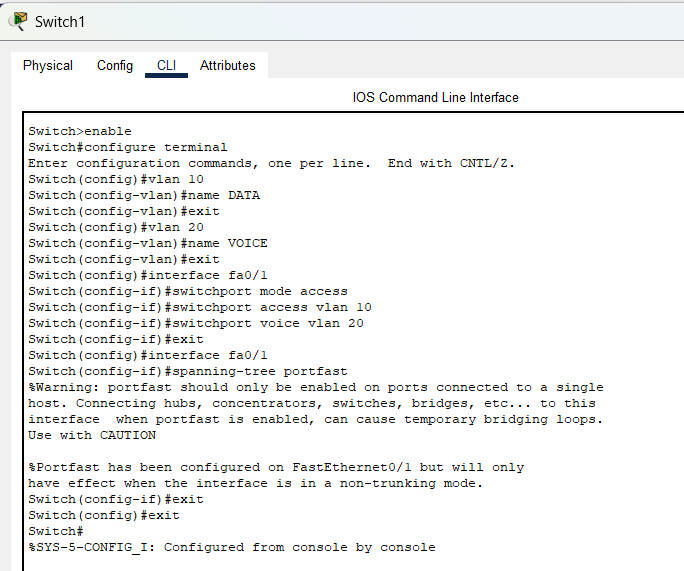 Switch1
Physical Config CLI Attributes
IOS Command Line Interface
Switch>enable
Switch#configure terminal
Enter configuration commands, one per line.  End with CNTL/Z.
Switch(config)#vlan 10
Switch(config-vlan)#name DATA
Switch(config-vlan)#exit
Switch(config)#vlan 20
Switch(config-vlan)#name VOICE
Switch(config-vlan)#exit
Switch(config)#interface fa0/1
Switch(config-if)#switchport mode access
Switch(config-if)#switchport access vlan 10
Switch(config-if)#switchport voice vlan 20
Switch(config-if)#exit
Switch(config)#interface fa0/1
Switch(config-if)#spanning-tree portfast
%Warning: portfast should only be enabled on ports connected to a single
host. Connecting hubs, concentrators, switches, bridges, etc... to this
interface  when portfast is enabled, can cause temporary bridging loops.
Use with CAUTION
%Portfast has been configured on FastEthernet0/1 but will only
have effect when the interface is in a non-trunking mode.
Switch(config-if)#exit
Switch(config)#exit
Switch#
%SYS-5-CONFIG_I: Configured from console by console